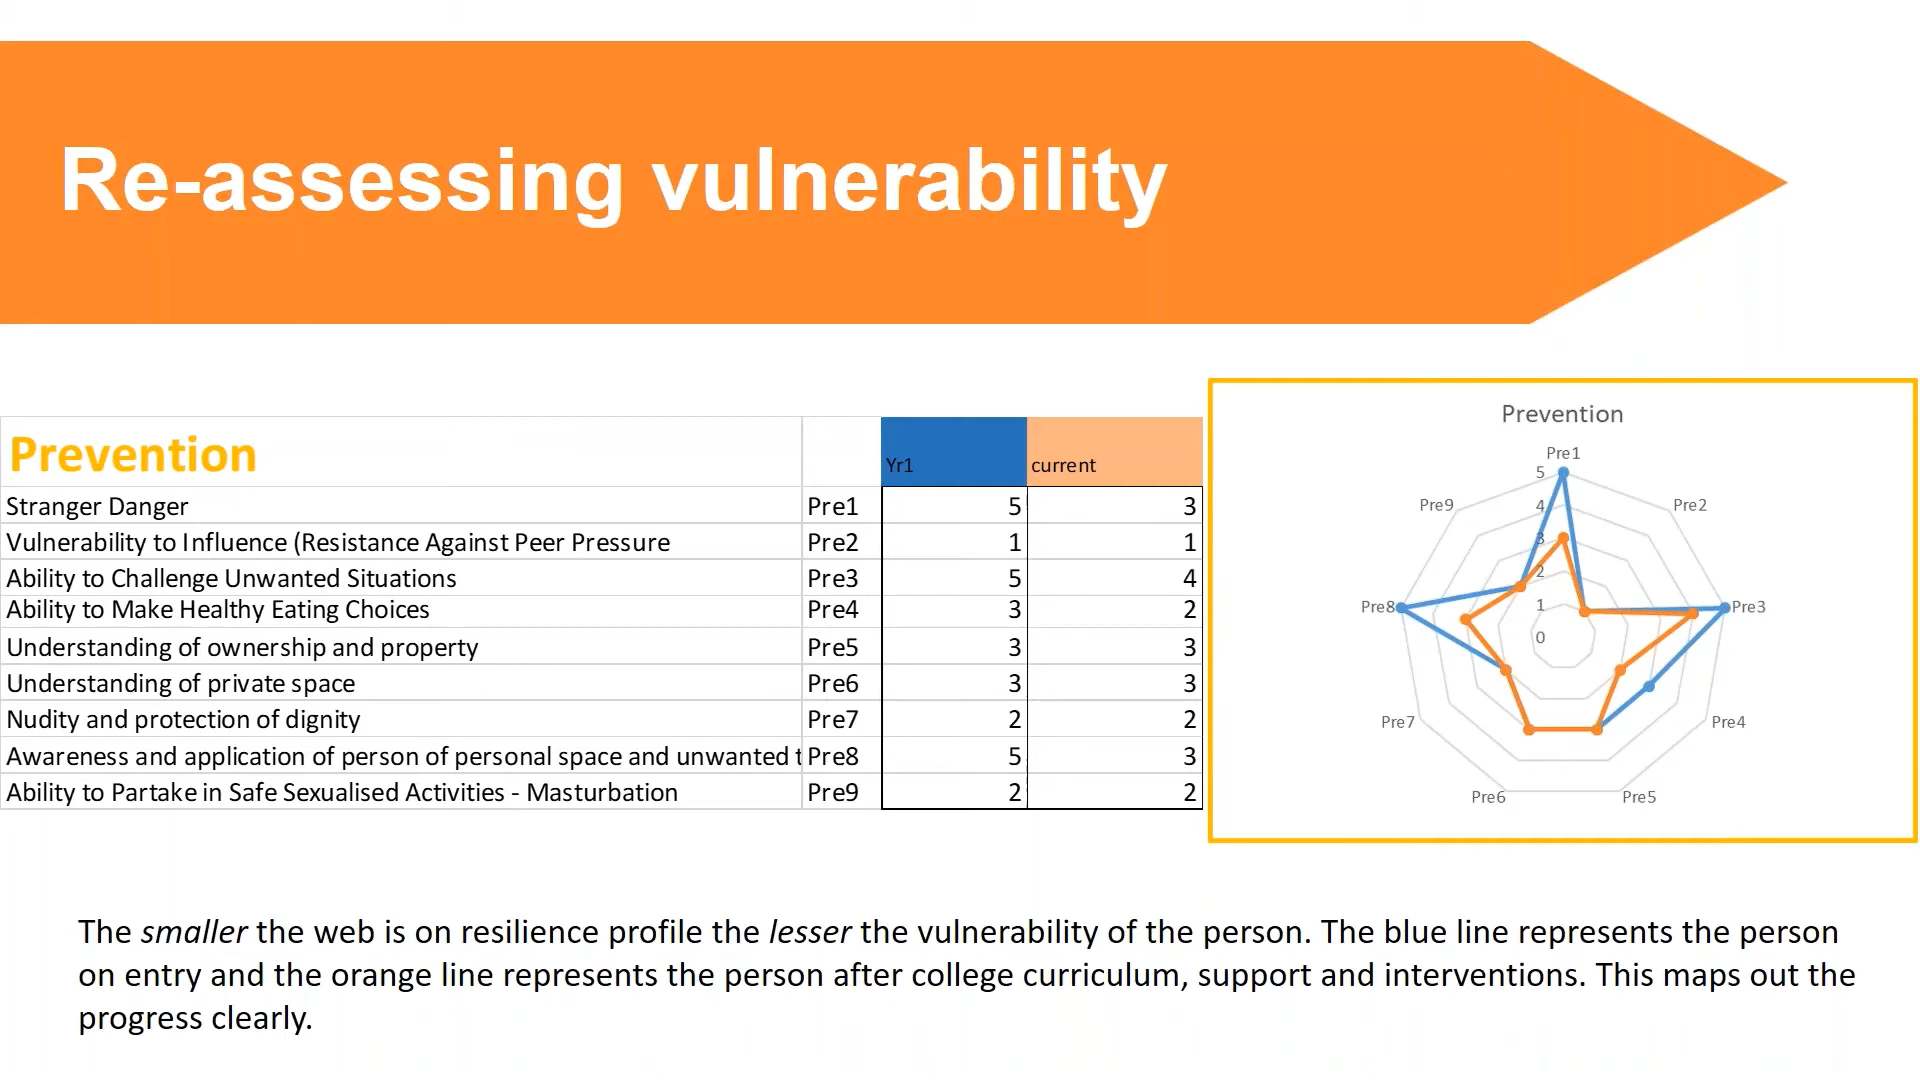 Re-assessing vulnerability
Prevention Yr1 current
Stranger Danger Pre1 5 3
Vulnerability to Influence (Resistance Against Peer Pressure Pre2 1 1
Ability to Challenge Unwanted Situations Pre3 5 4
Ability to Make Healthy Eating Choices Pre4 3 2
Understanding of ownership and property Pre5 3 3
Understanding of private space Pre6 3 3
Nudity and protection of dignity Pre7 2 2
Awareness and application of person of personal space and unwanted t Pre8 5 3
Ability to Partake in Safe Sexualised Activities - Masturbation Pre9 2 2
Prevention
Pre1
5
Pre9 4 Pre2
3
2
Pre8 1 Pre3
0
Pre7 Pre4
Pre6 Pre5
The smaller the web is on resilience profile the lesser the vulnerability of the person. The blue line represents the person
on entry and the orange line represents the person after college curriculum, support and interventions. This maps out the
progress clearly.